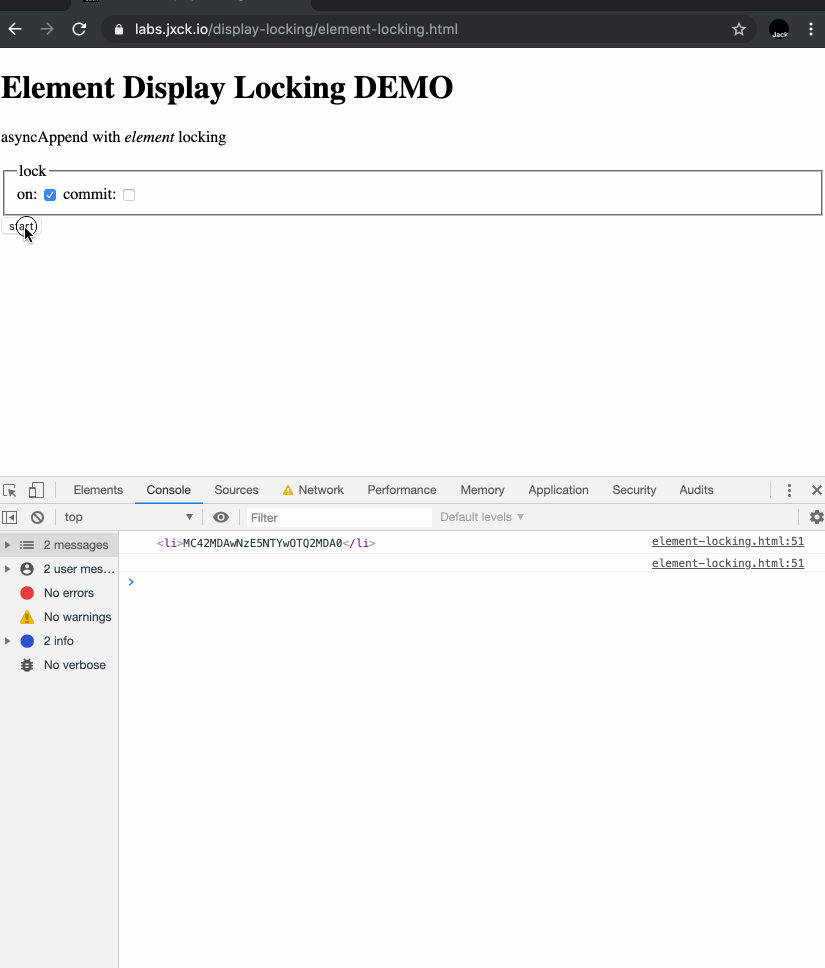 labs.jxck.io/display-locking/element-locking.html
Jack
Element Display Locking DEMO
asyncAppend with element locking
lock
on: commit:
start
Elements Console Sources Network Performance Memory Application Security Audits
top Filter Default levels ▼
2 messages
<li>MC42MDAwNzE5NTYwOTQ2MDA0</li> element-locking.html:51
2 user mes... element-locking.html:51
No errors
No warnings
2 info
No verbose